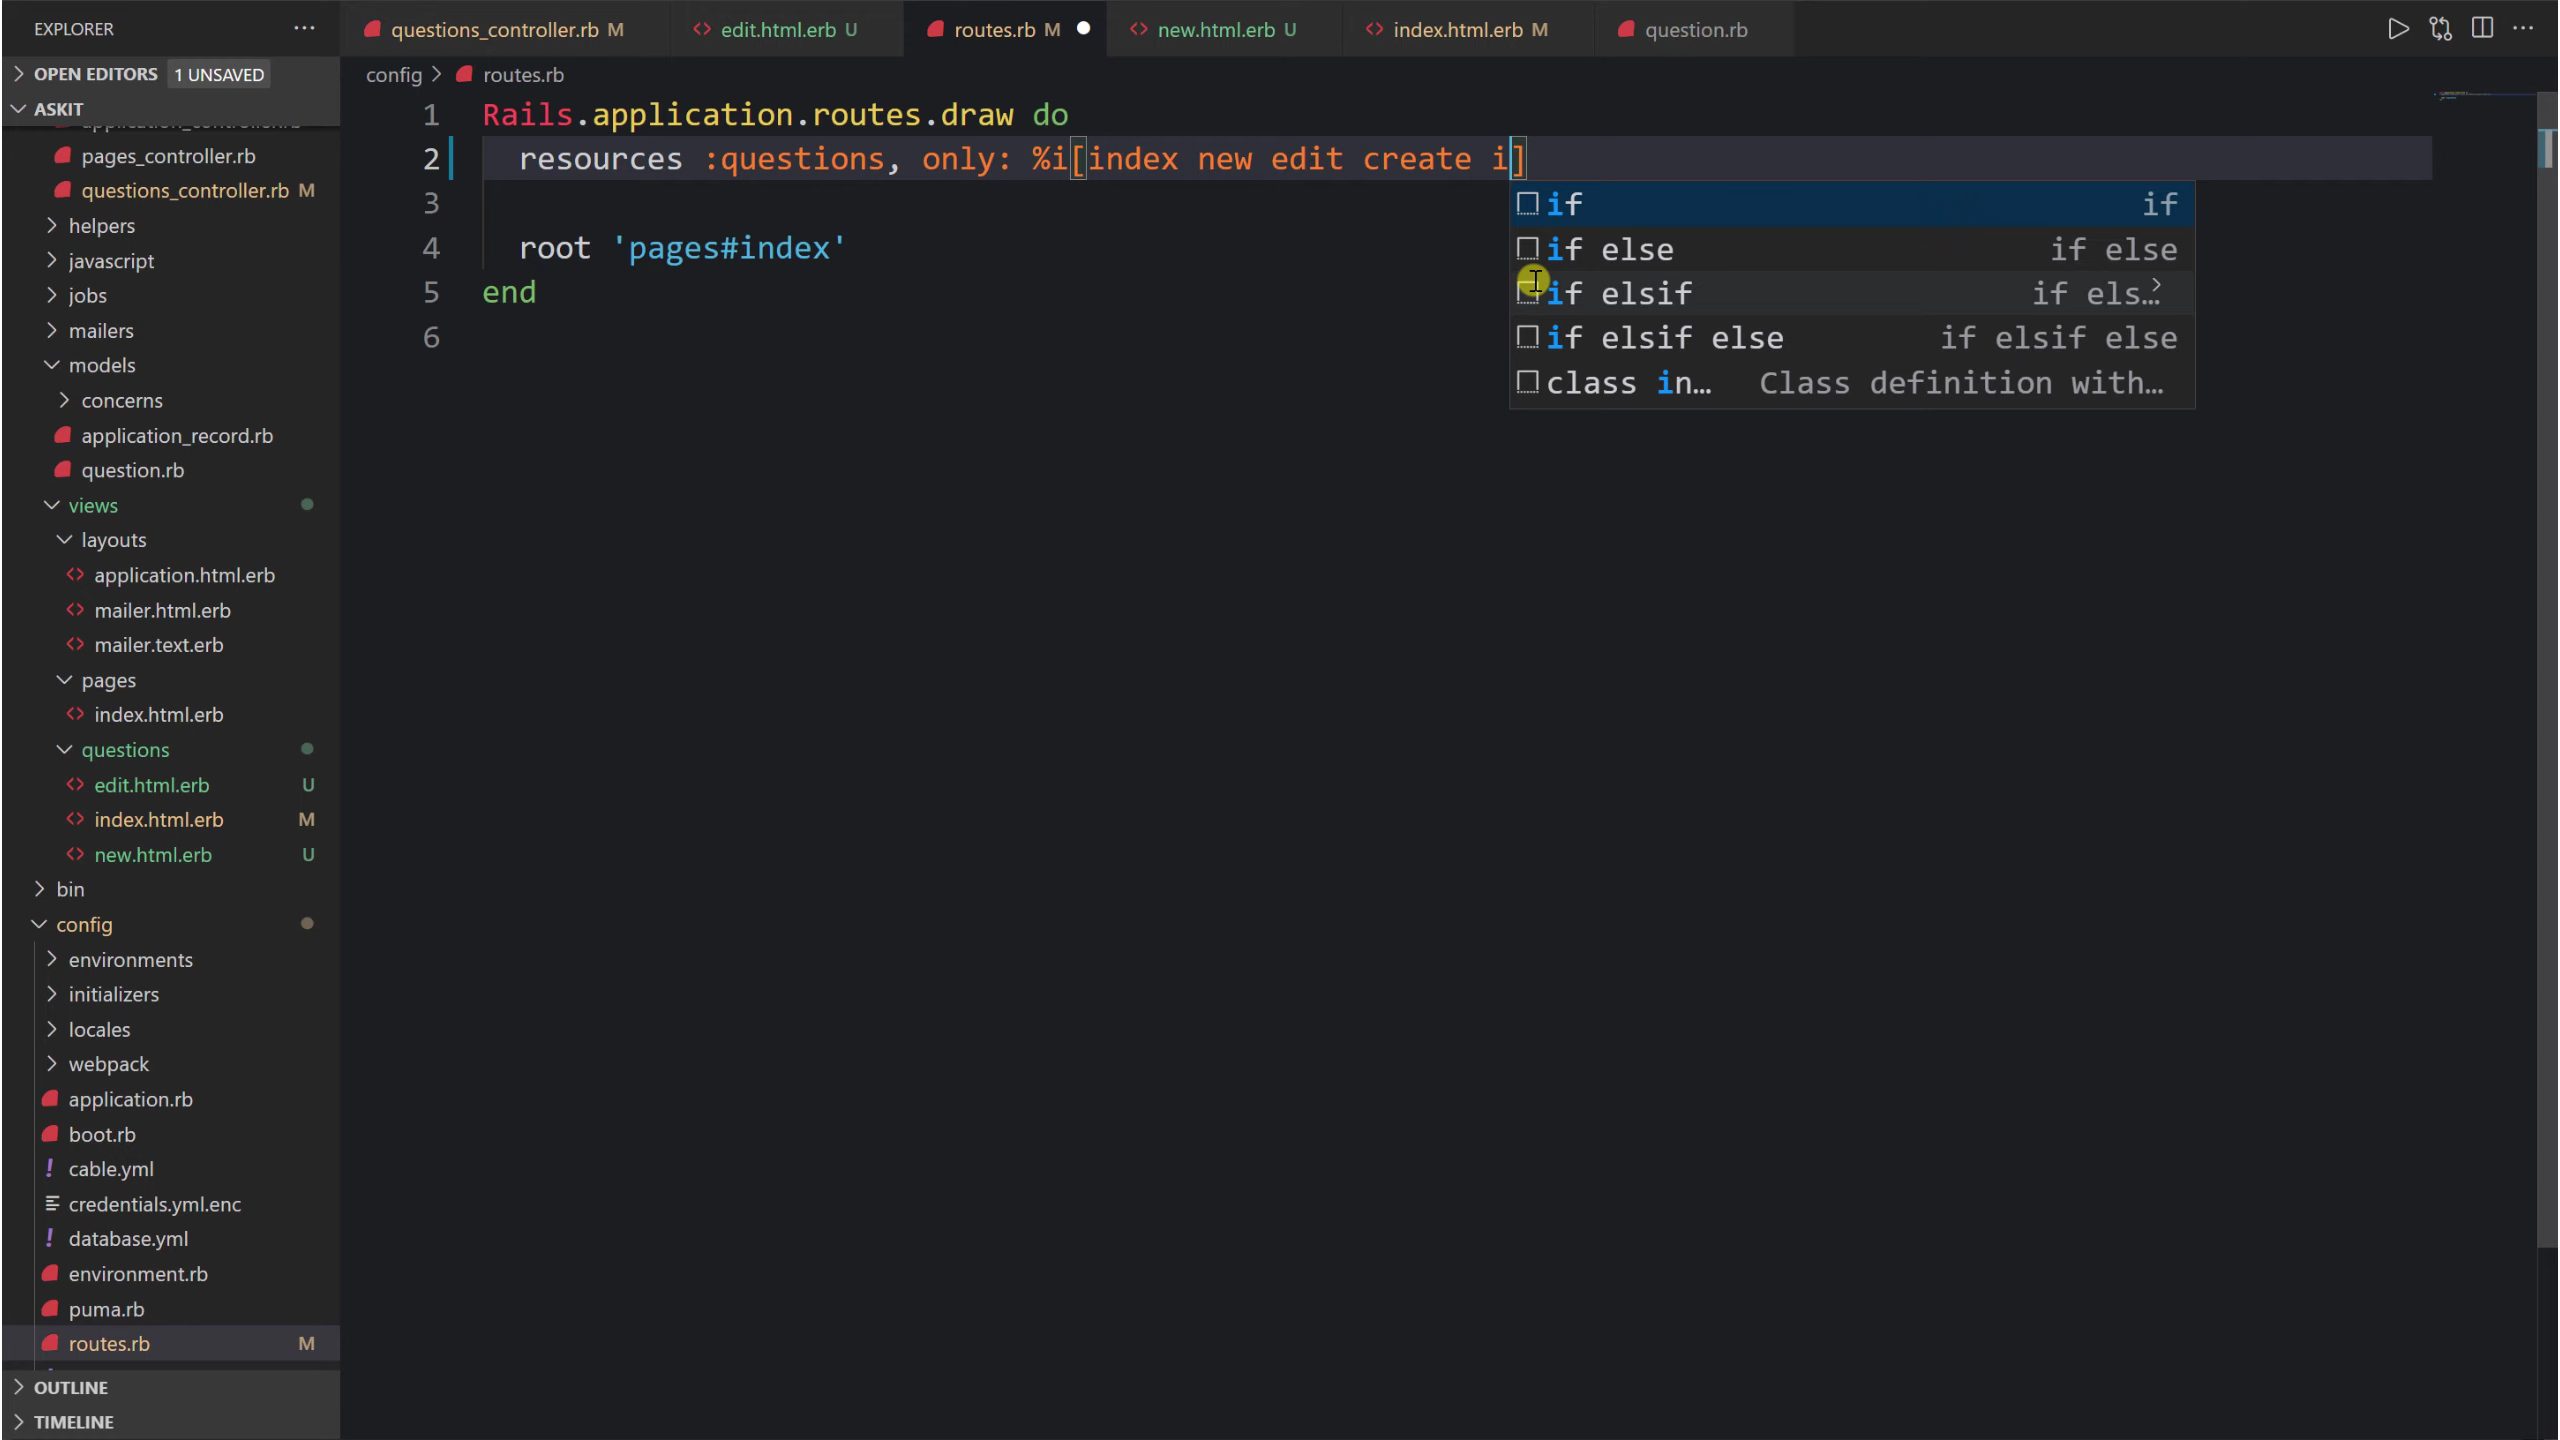 EXPLORER
questions_controller.rb M
edit.html.erb U
routes.rb M
new.html.erb U
index.html.erb M
question.rb
OPEN EDITORS 1 UNSAVED
config > routes.rb
ASKIT
application_controller.rb
pages_controller.rb
questions_controller.rb M
helpers
javascript
jobs
mailers
models
concerns
application_record.rb
question.rb
views
layouts
application.html.erb
mailer.html.erb
mailer.text.erb
pages
index.html.erb
questions
edit.html.erb U
index.html.erb M
new.html.erb U
bin
config
environments
initializers
locales
webpack
application.rb
boot.rb
cable.yml
credentials.yml.enc
database.yml
environment.rb
puma.rb
routes.rb M
OUTLINE
TIMELINE
1 Rails.application.routes.draw do
2 resources :questions, only: %i[index new edit create i]
3
4 root 'pages#index'
5 end
6
if if
if else if else
if elsif if els…
if elsif else if elsif else
class in… Class definition with…